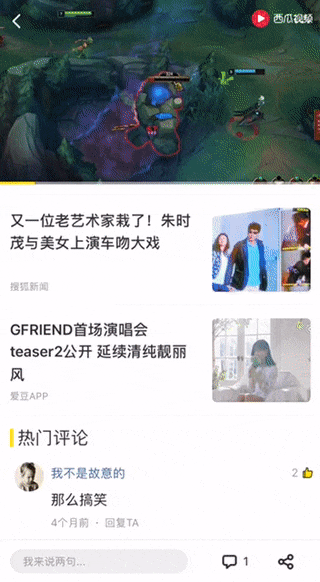 西瓜视频
又一位老艺术家栽了！朱时
茂与美女上演车吻大戏
搜狐新闻
GFRIEND首场演唱会
teaser2公开 延续清纯靓丽
风
爱豆APP
热门评论
我不是故意的
2
那么搞笑
4个月前 · 回复TA
我来说两句...
1